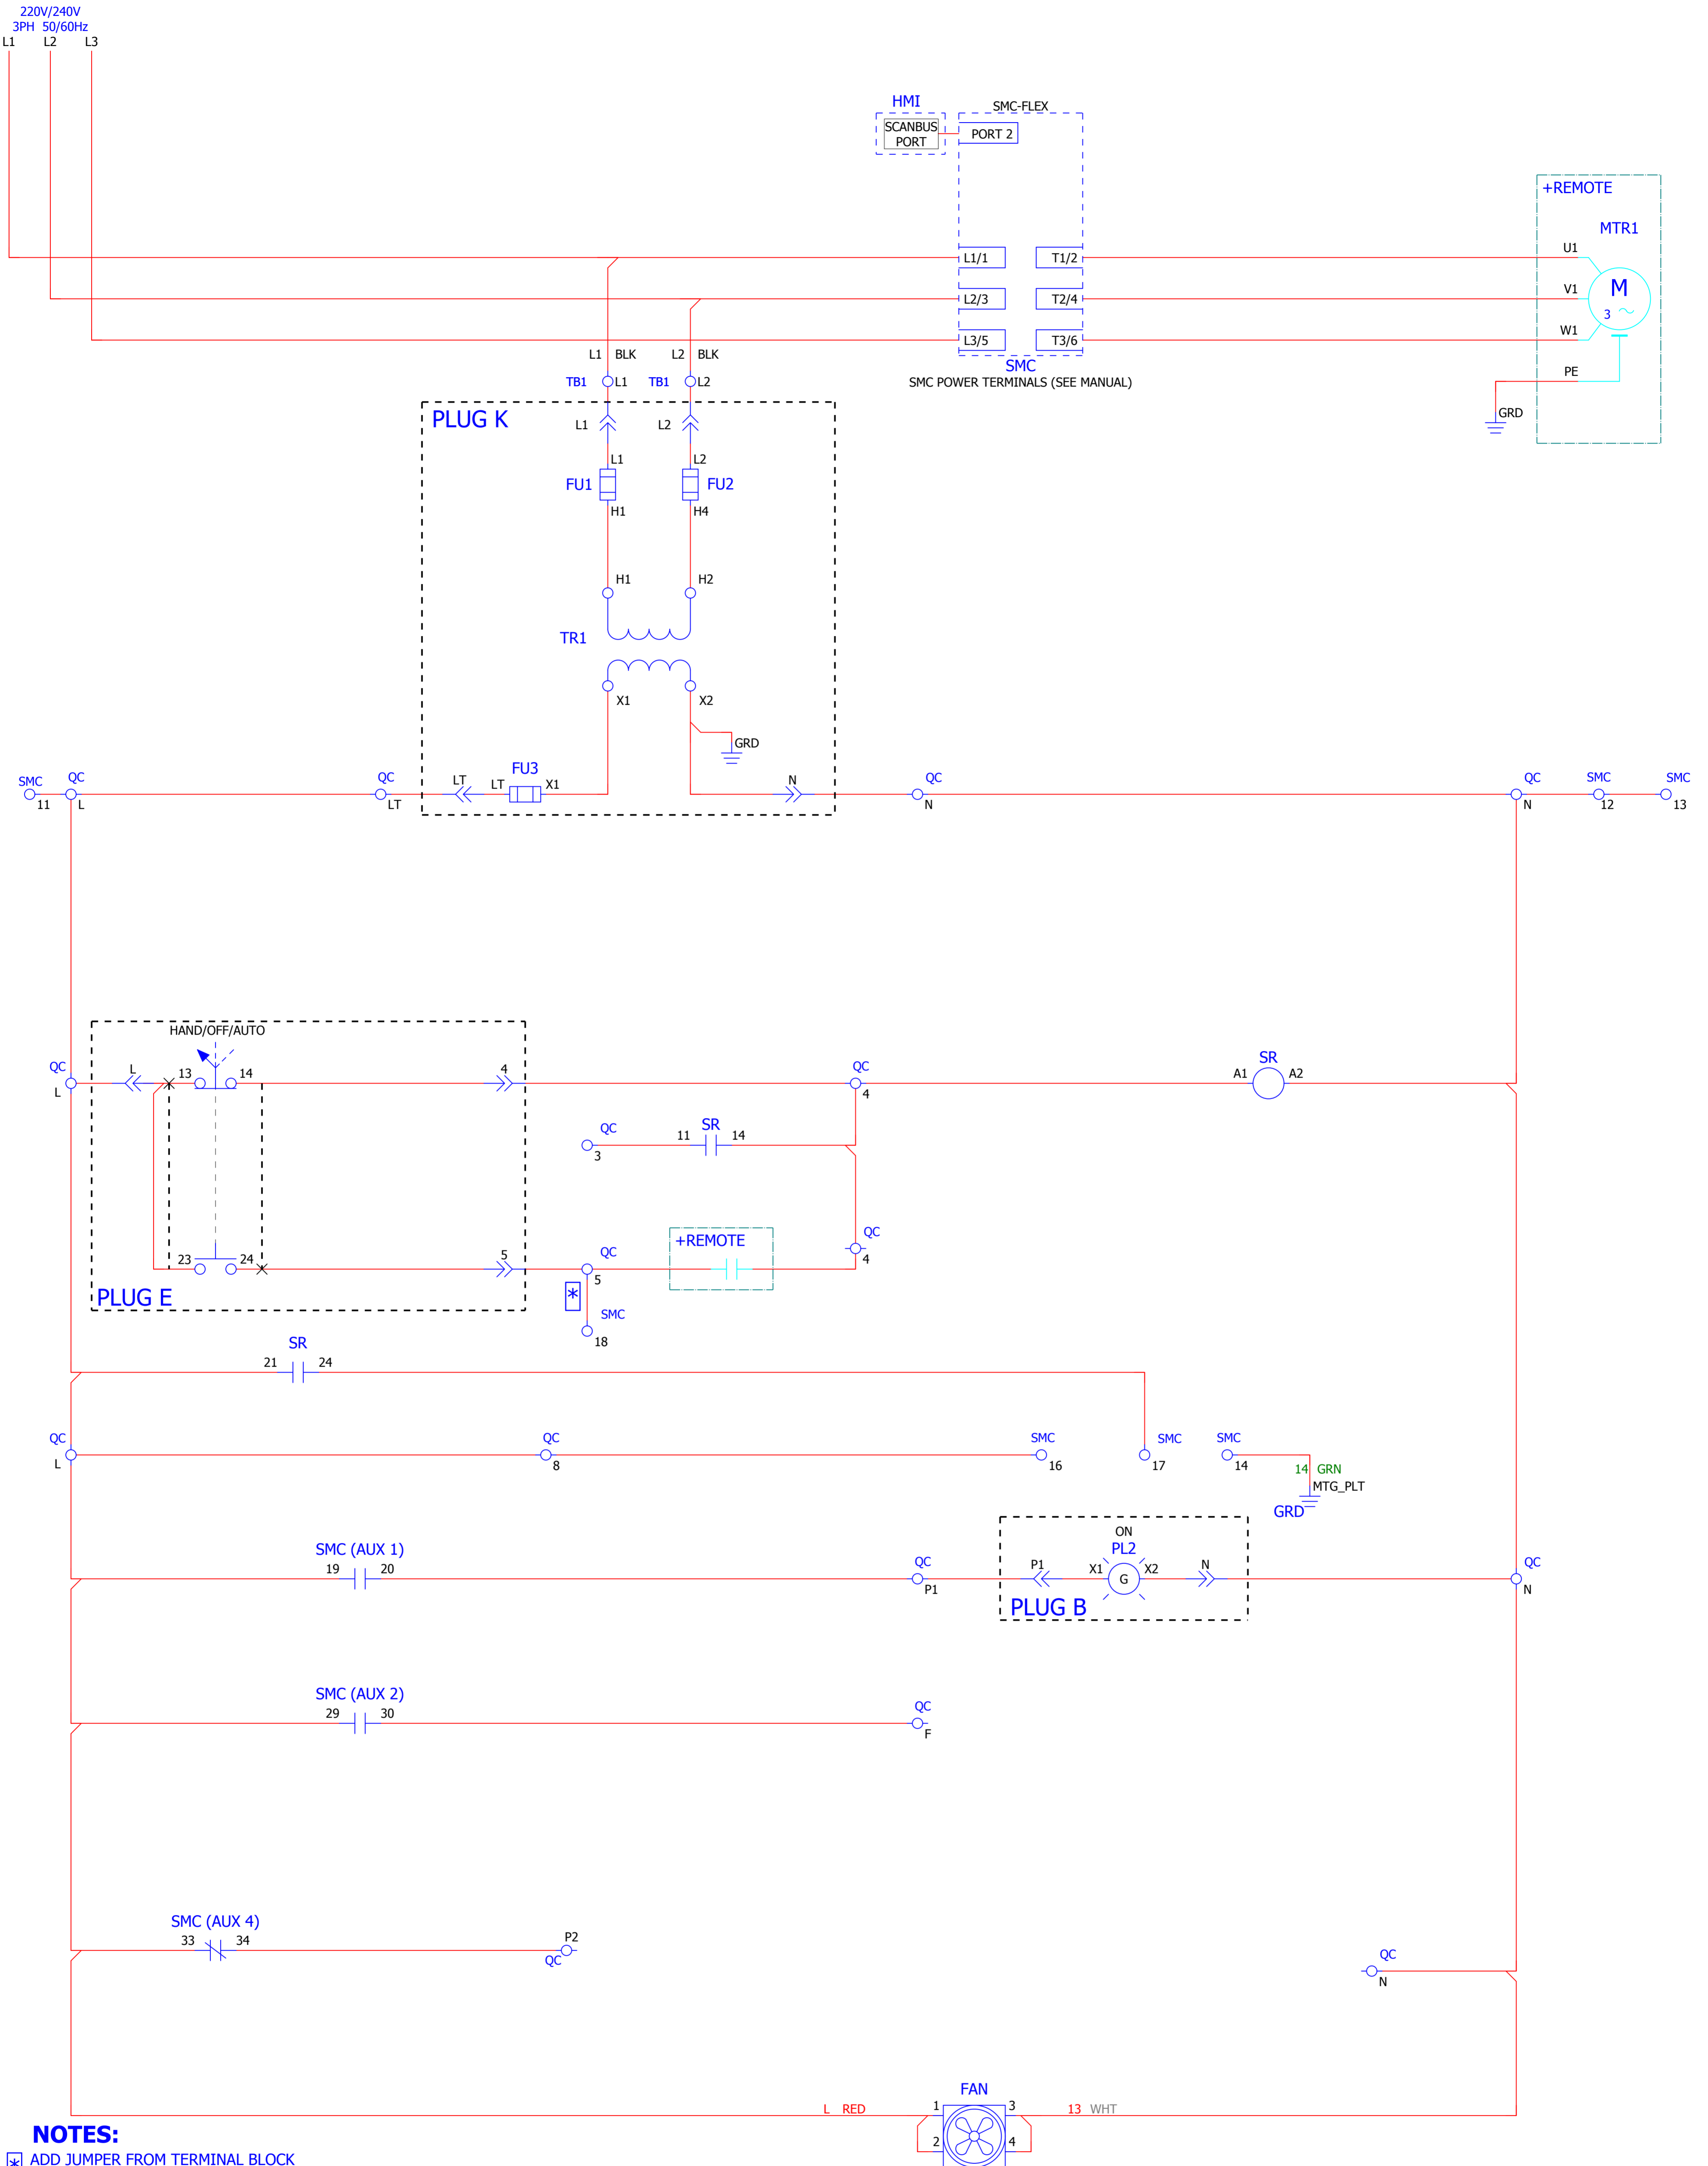 220V/240V
3PH 50/60Hz
L1 L2 L3
HMI
SMC-FLEX
SCANBUS
PORT
PORT 2
+REMOTE
MTR1
U1
L1/1 T1/2
V1
M
3
L2/3 T2/4
W1
L3/5 T3/6
L1 BLK L2 BLK
SMC
SMC POWER TERMINALS (SEE MANUAL)
PE
TB1 L1 TB1 L2
GRD
PLUG K
L1 L2
L1 L2
FU1 FU2
H1 H4
H1 H2
TR1
X1 X2
GRD
SMC QC QC LT LT FU3 X1 N QC QC SMC SMC
11 L LT N N 12 13
HAND/OFF/AUTO
QC L 13 14 4 QC SR
L 4 A1 A2
QC 11 SR 14
3
+REMOTE
QC
4
23 24 5 QC
5
PLUG E
*
SMC
18
SR
21 24
QC QC SMC SMC SMC
L 8 16 17 14
14 GRN
MTG_PLT
GRD
ON
PL2
SMC (AUX 1)
19 20 QC P1 X1 G X2 N QC
P1 N
PLUG B
SMC (AUX 2)
29 30 QC
F
SMC (AUX 4)
33 34 P2
QC
QC
N
FAN
L RED 1 3 13 WHT
2 4
NOTES:
* ADD JUMPER FROM TERMINAL BLOCK